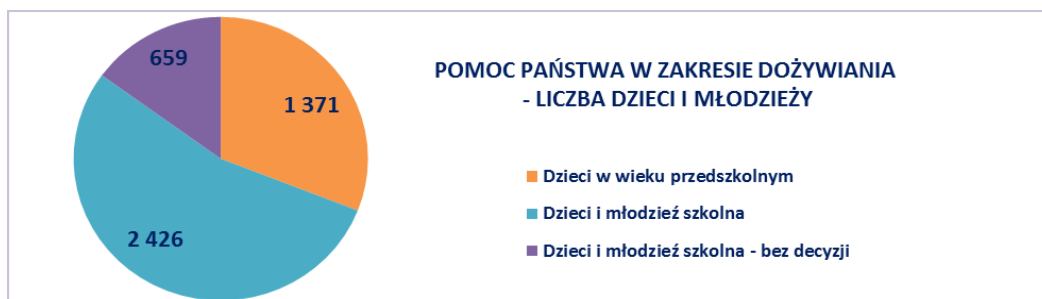 659
1 371
2 426
POMOC PAŃSTWA W ZAKRESIE DOŻYWIANIA
- LICZBA DZIECI I MŁODZIEŻY
Dzieci w wieku przedszkolnym
Dzieci i młodzież szkolna
Dzieci i młodzież szkolna - bez decyzji